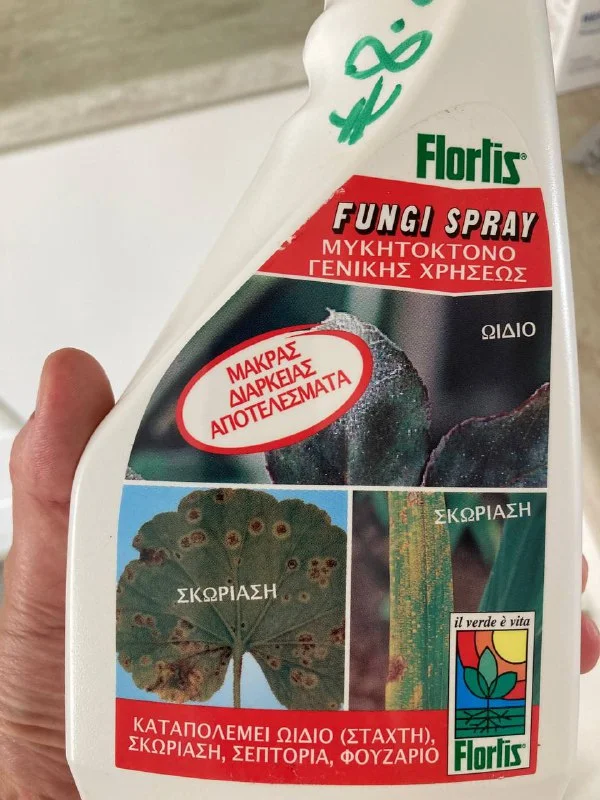 Flortis®
FUNGI SPRAY
ΜΥΚΗΤΟΚΤΟΝΟ
ΓΕΝΙΚΗΣ ΧΡΗΣΕΩΣ
ΩΙΔΙΟ
ΜΑΚΡΑΣ
ΔΙΑΡΚΕΙΑΣ
ΑΠΟΤΕΛΕΣΜΑΤΑ
ΣΚΩΡΙΑΣΗ
ΣΚΩΡΙΑΣΗ
il verde è vita
Flortis®
ΚΑΤΑΠΟΛΕΜΕΙ ΩΙΔΙΟ (ΣΤΑΧΤΗ),
ΣΚΩΡΙΑΣΗ, ΣΕΠΤΟΡΙΑ, ΦΟΥΖΑΡΙΟ